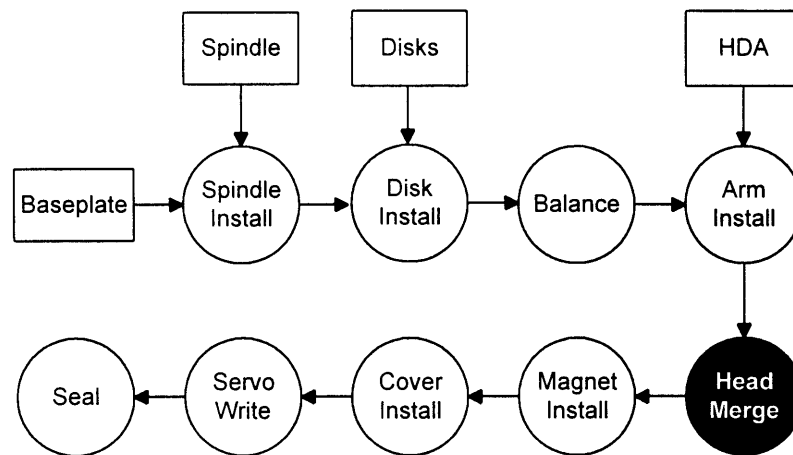 Spindle
Disks
HDA
Baseplate
Spindle
Install
Disk
Install
Balance
Arm
Install
Seal
Servo
Write
Cover
Install
Magnet
Install
Head
Merge